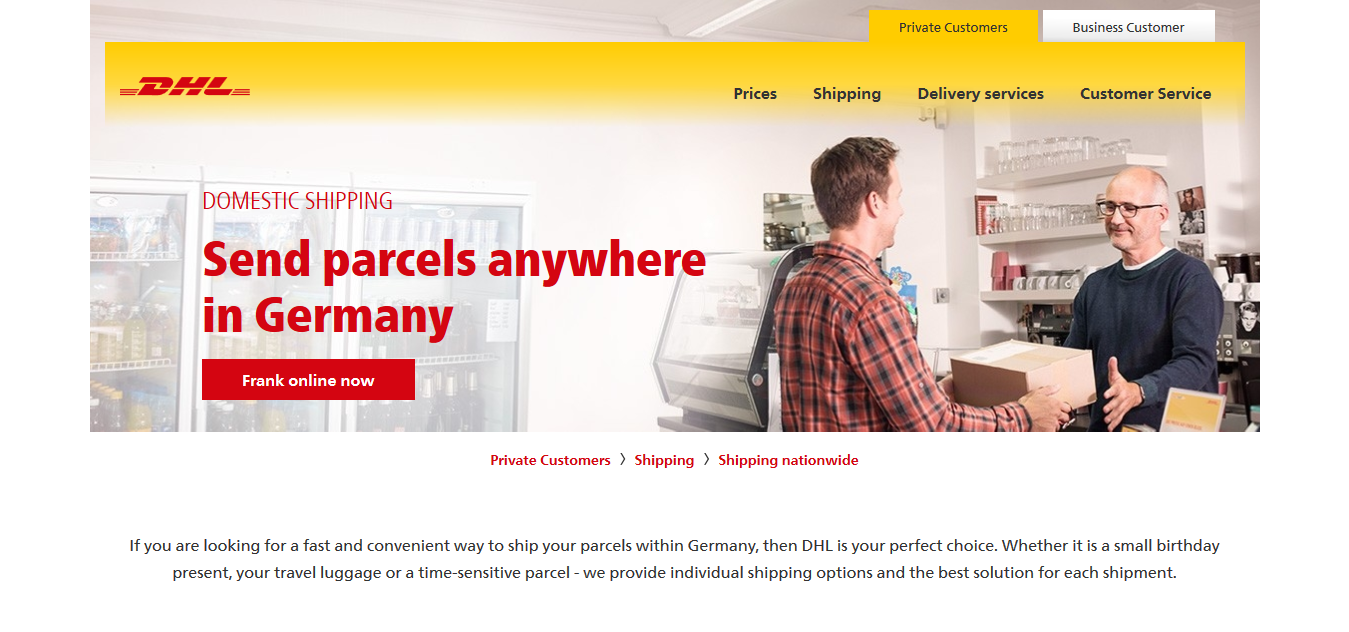 Private Customers
Business Customer
DHL
Prices
Shipping
Delivery services
Customer Service
DOMESTIC SHIPPING
Send parcels anywhere
in Germany
Frank online now
Private Customers > Shipping > Shipping nationwide
If you are looking for a fast and convenient way to ship your parcels within Germany, then DHL is your perfect choice. Whether it is a small birthday
present, your travel luggage or a time-sensitive parcel - we provide individual shipping options and the best solution for each shipment.